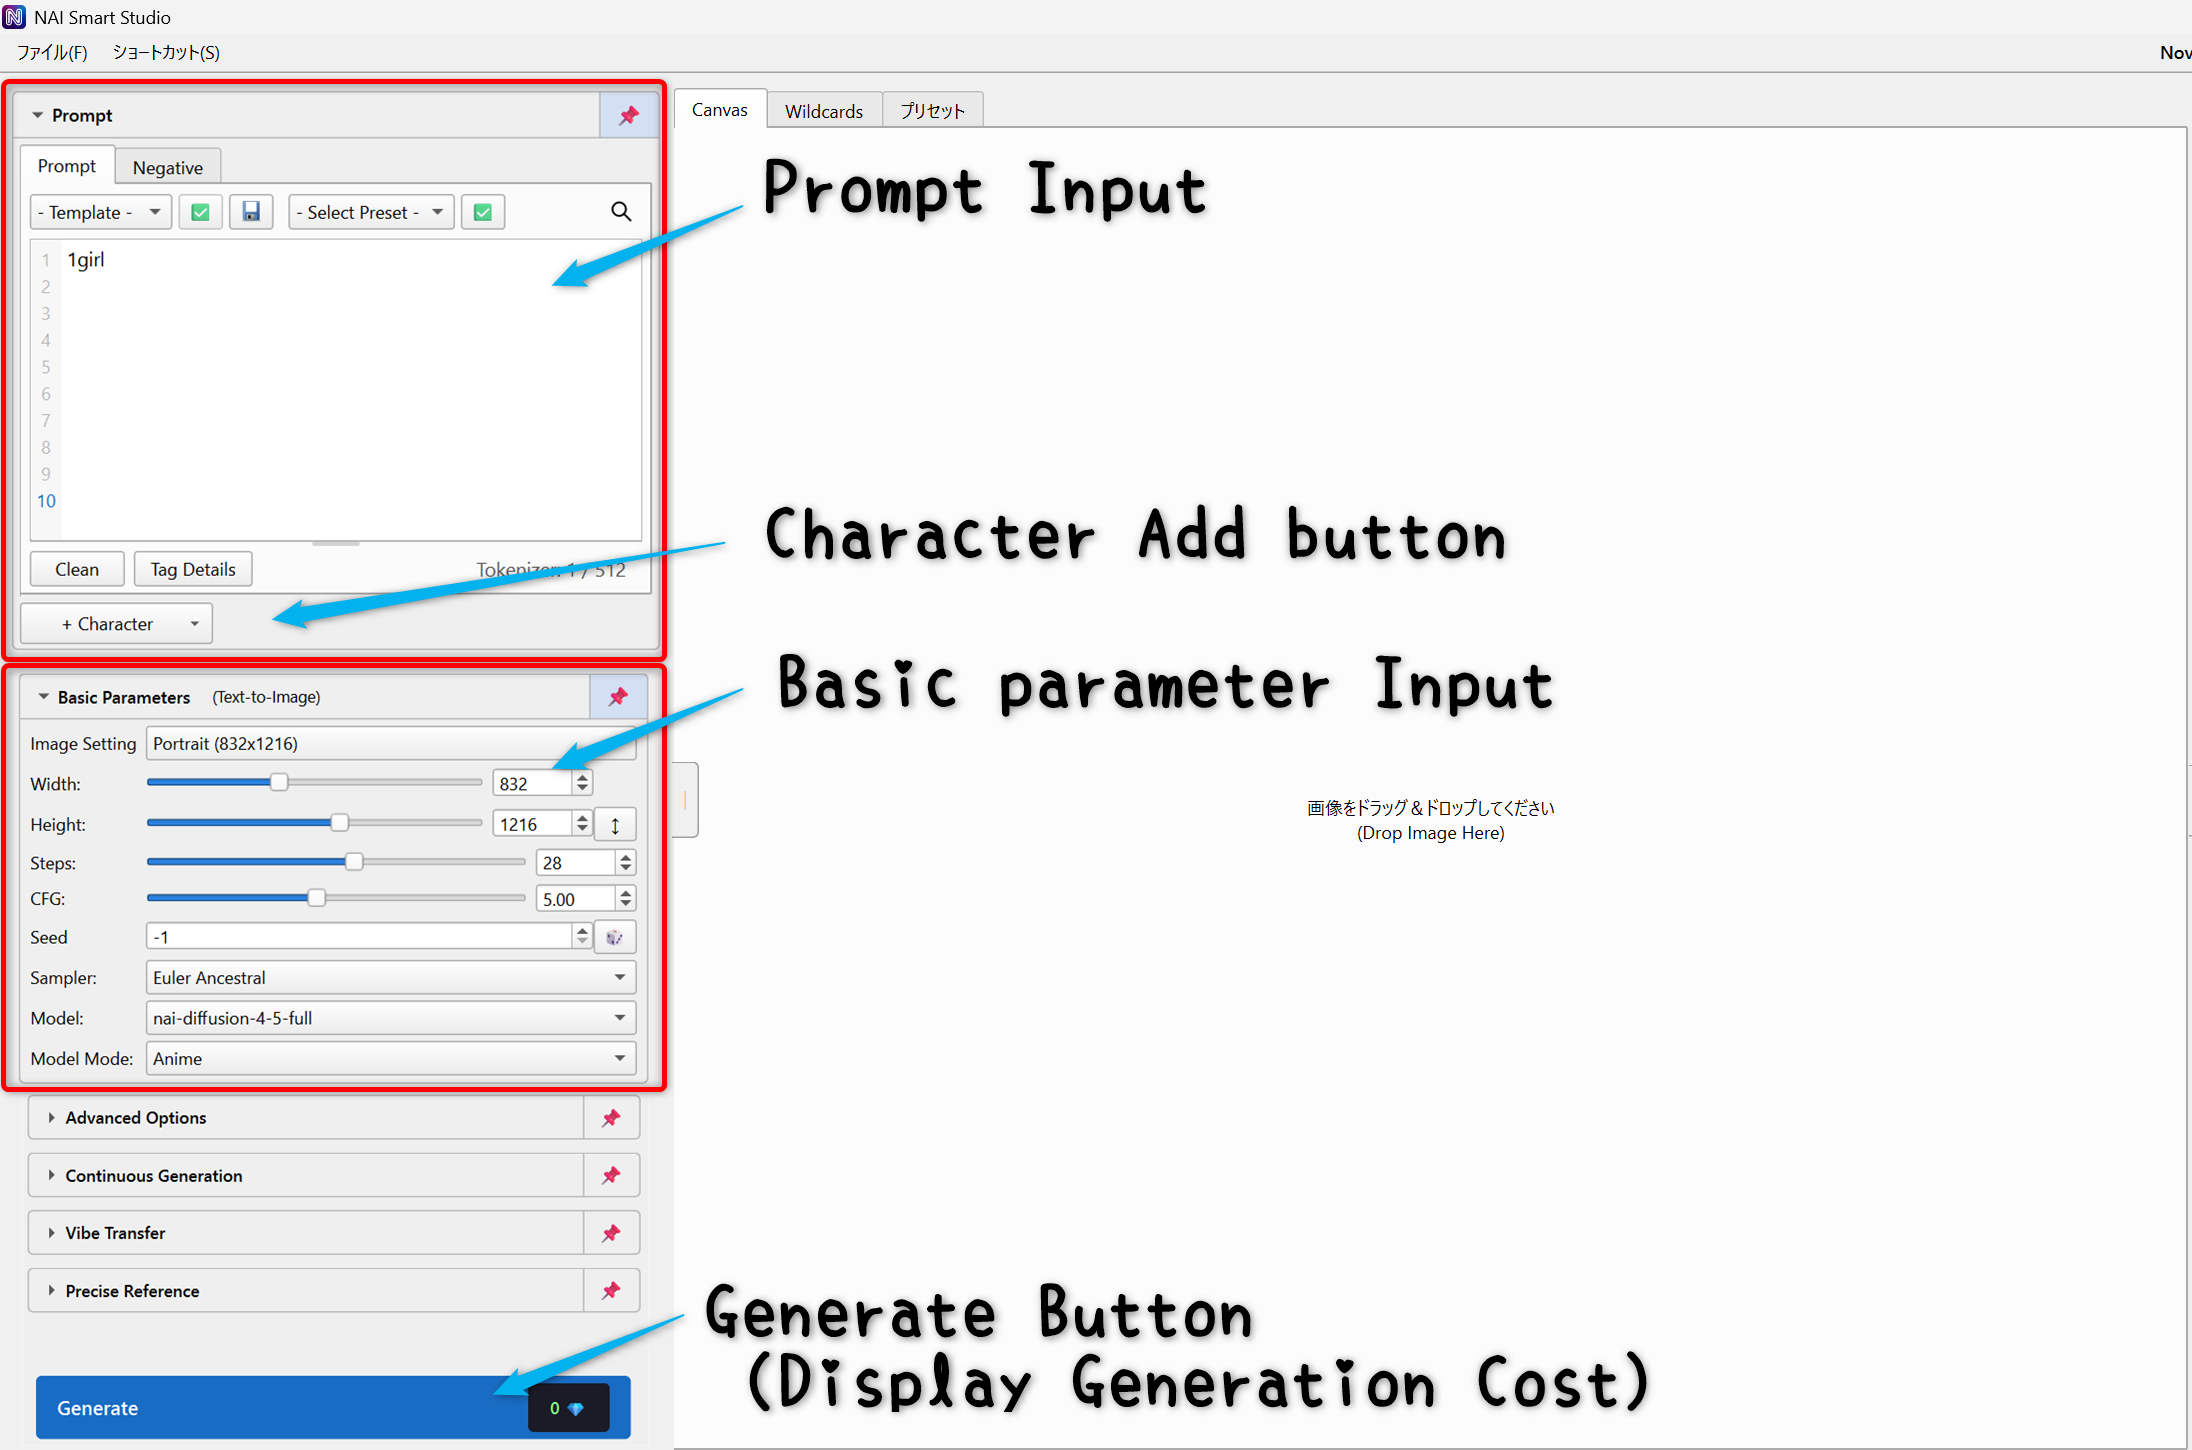 NAI Smart Studio
ファイル(F) ショートカット(S) Nov
Prompt
Canvas Wildcards プリセット
Prompt Negative
- Template - - Select Preset -
Prompt Input
1 1girl
2
3
4
5
6
7
8
9
10
Character Add button
Clean Tag Details Tokenizer: 1 / 512
+ Character
Basic parameter Input
Basic Parameters (Text-to-Image)
Image Setting Portrait (832x1216)
Width: 832
Height: 1216
画像をドラッグ＆ドロップしてください
(Drop Image Here)
Steps: 28
CFG: 5.00
Seed -1
Sampler: Euler Ancestral
Model: nai-diffusion-4-5-full
Model Mode: Anime
Advanced Options
Continuous Generation
Vibe Transfer
Precise Reference
Generate Button
(Display Generation Cost)
Generate 0